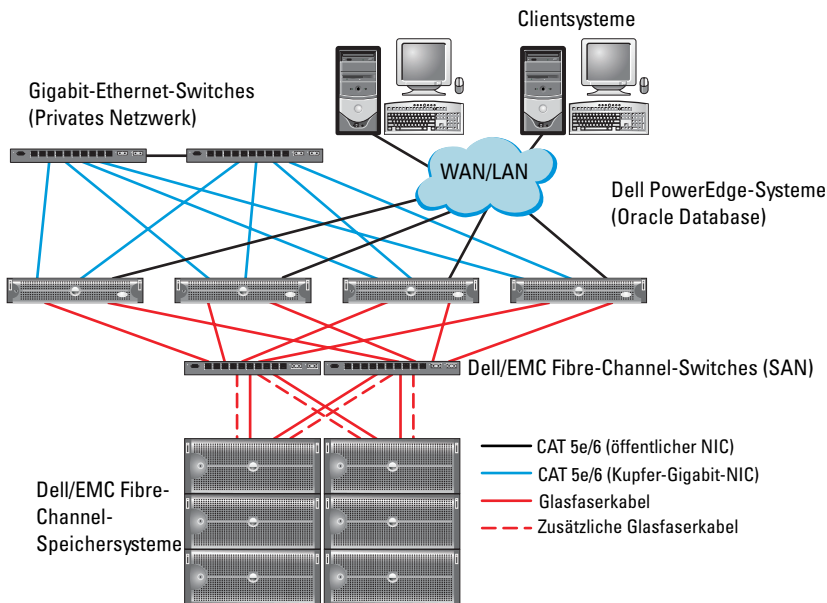 Clientsysteme
Gigabit-Ethernet-Switches
(Privates Netzwerk)
WAN/LAN
Dell PowerEdge-Systeme
(Oracle Database)
Dell/EMC Fibre-Channel-Switches (SAN)
Dell/EMC Fibre-
Channel-
Speichersysteme
CAT 5e/6 (öffentlicher NIC)
CAT 5e/6 (Kupfer-Gigabit-NIC)
Glasfaserkabel
Zusätzliche Glasfaserkabel